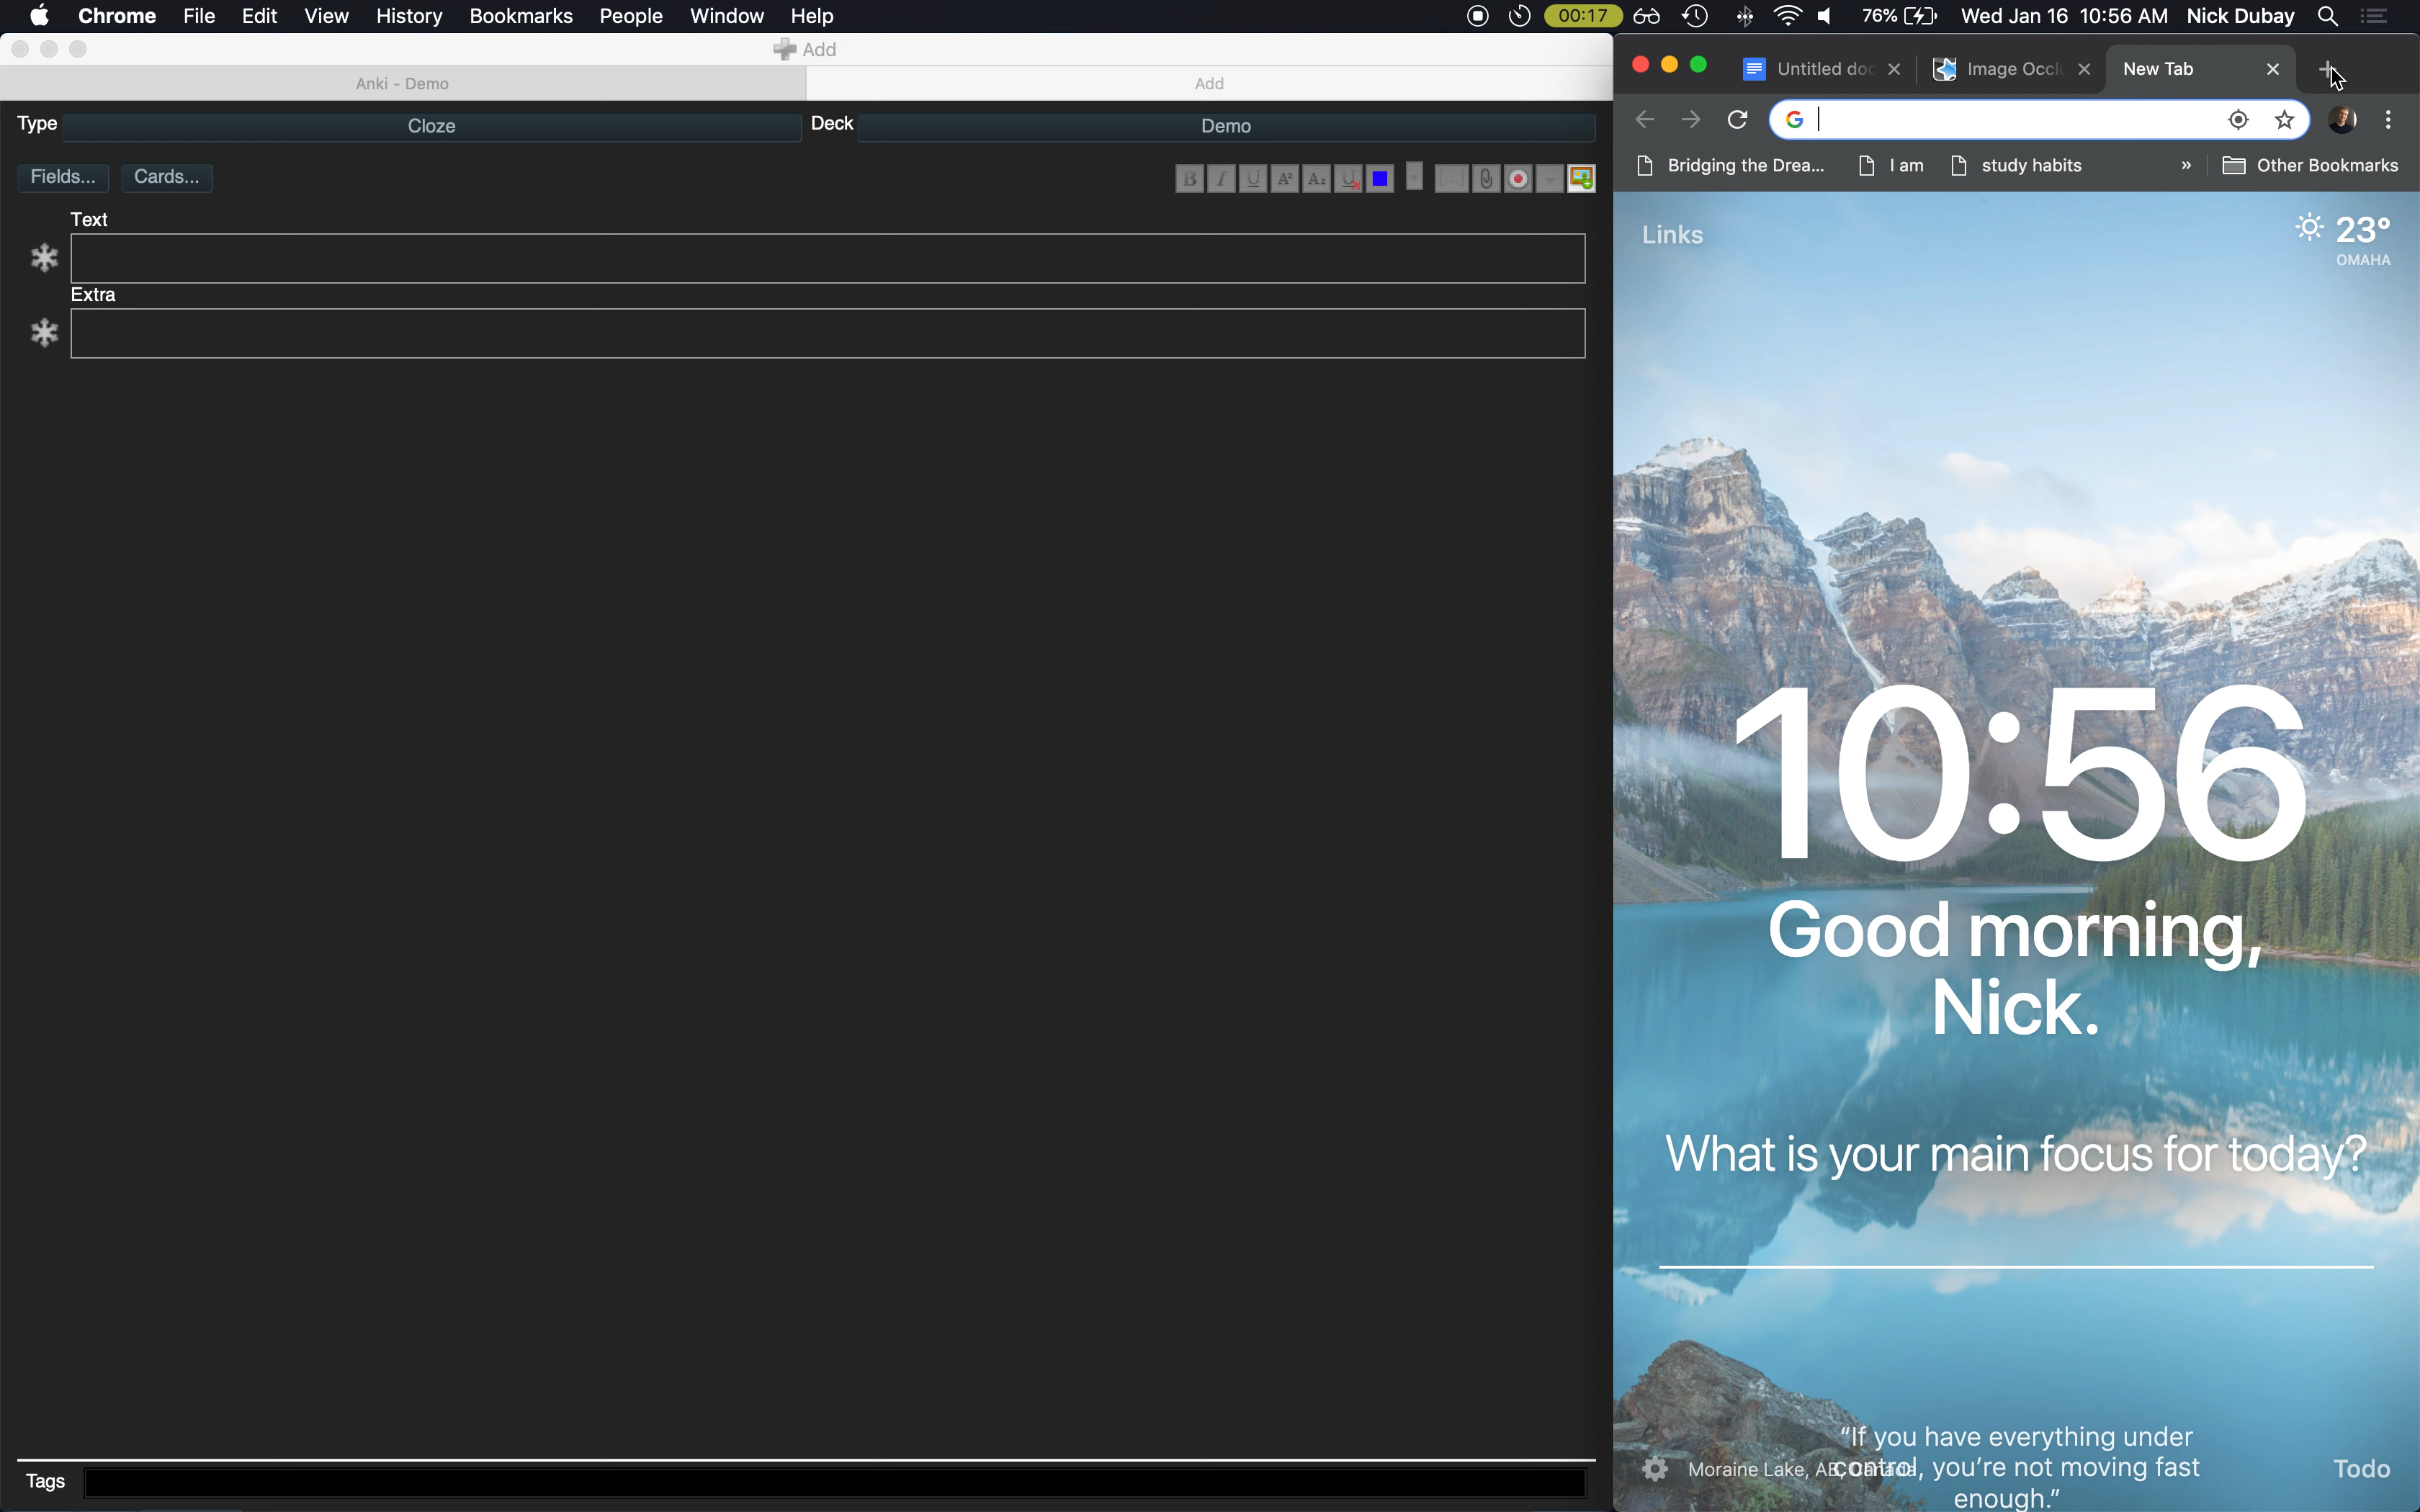 Chrome File Edit View History Bookmarks People Window Help
00:17 76% Wed Jan 16 10:56 AM Nick Dubay
Add
Anki - Demo Add
Type Cloze Deck Demo
Fields... Cards...
B I U A² A₂ U [...]
Text
Extra
Tags
Untitled doc Image Occlu New Tab
Bridging the Drea... I am study habits » Other Bookmarks
Links
23°
OMAHA
10:56
Good morning,
Nick.
What is your main focus for today?
“If you have everything under
control, you’re not moving fast
enough.”
Moraine Lake, AB, Canada
Todo